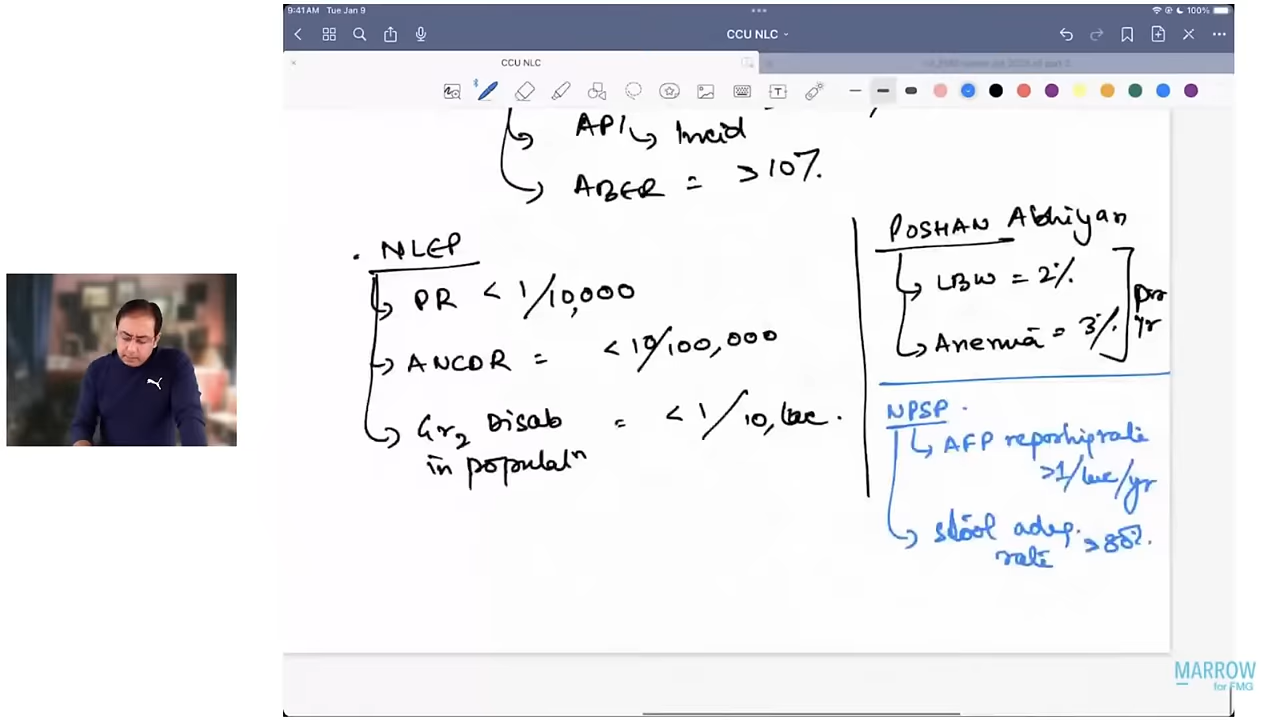 9:41 AM Tue Jan 9
100%
CCU NLC
CCU NLC
API Incid
ABER = >10%.
NLEP
PR < 1/10,000
ANCDR = < 10/100,000
Gr2 Disab = < 1/10,lac.
in populatn
POSHAN Abhiyan
LBW = 2%.
Anemia = 3%.
per yr
NPSP.
AFP reporting rate
>1/lac/yr
Stool adeq. >80%.
rate
MARROW
for FMG